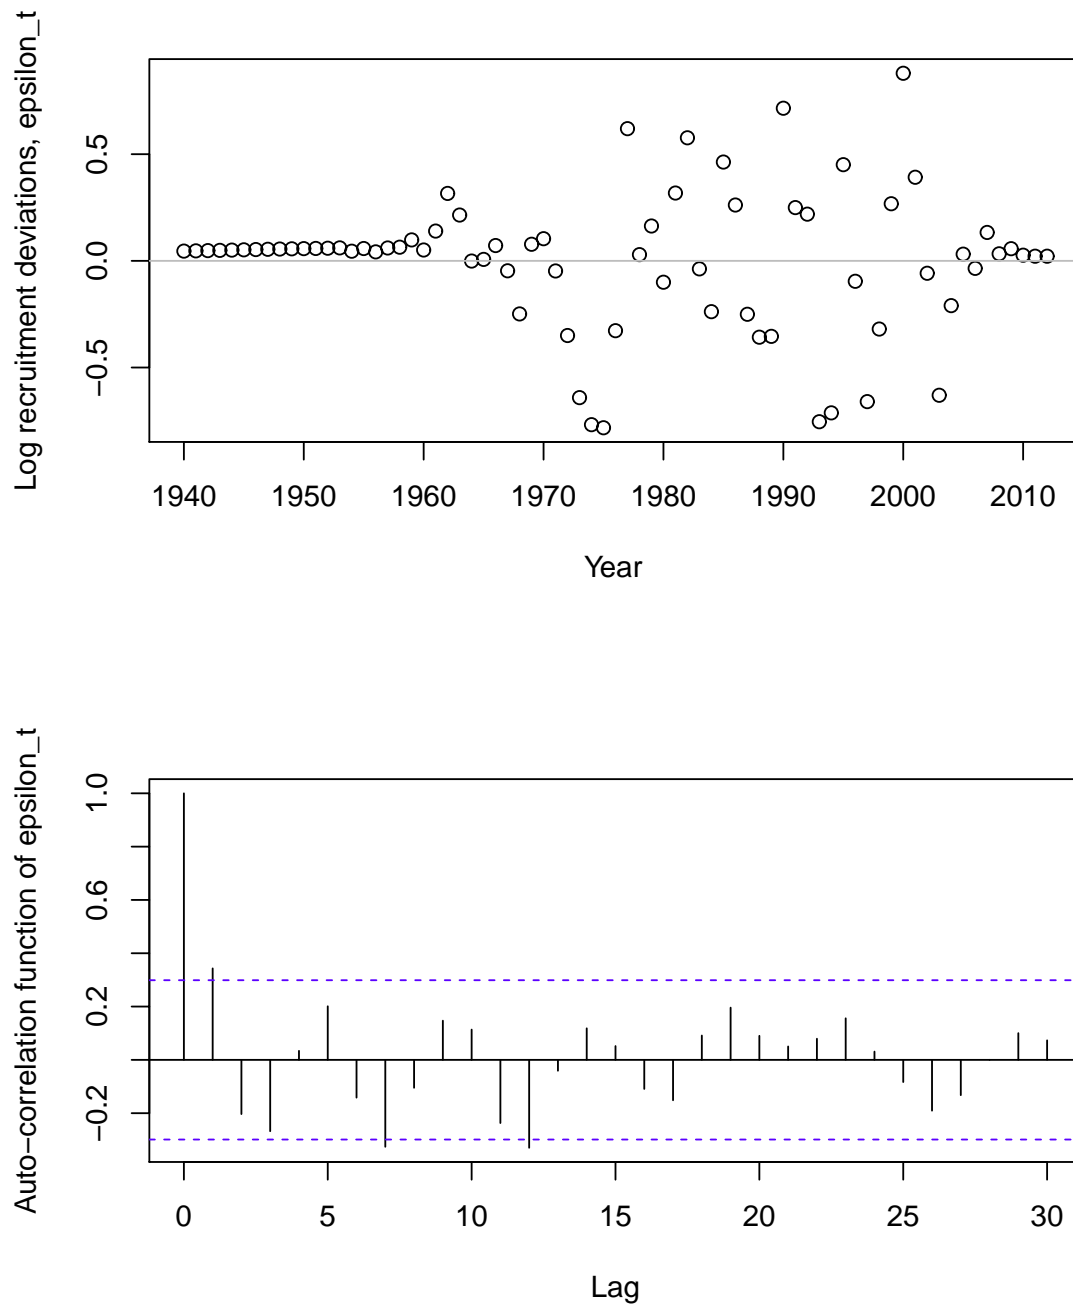 Log recruitment deviations, epsilon_t
0.5
0.0
−0.5
1940 1950 1960 1970 1980 1990 2000 2010
Year
Auto−correlation function of epsilon_t
1.0
0.6
0.2
−0.2
0 5 10 15 20 25 30
Lag